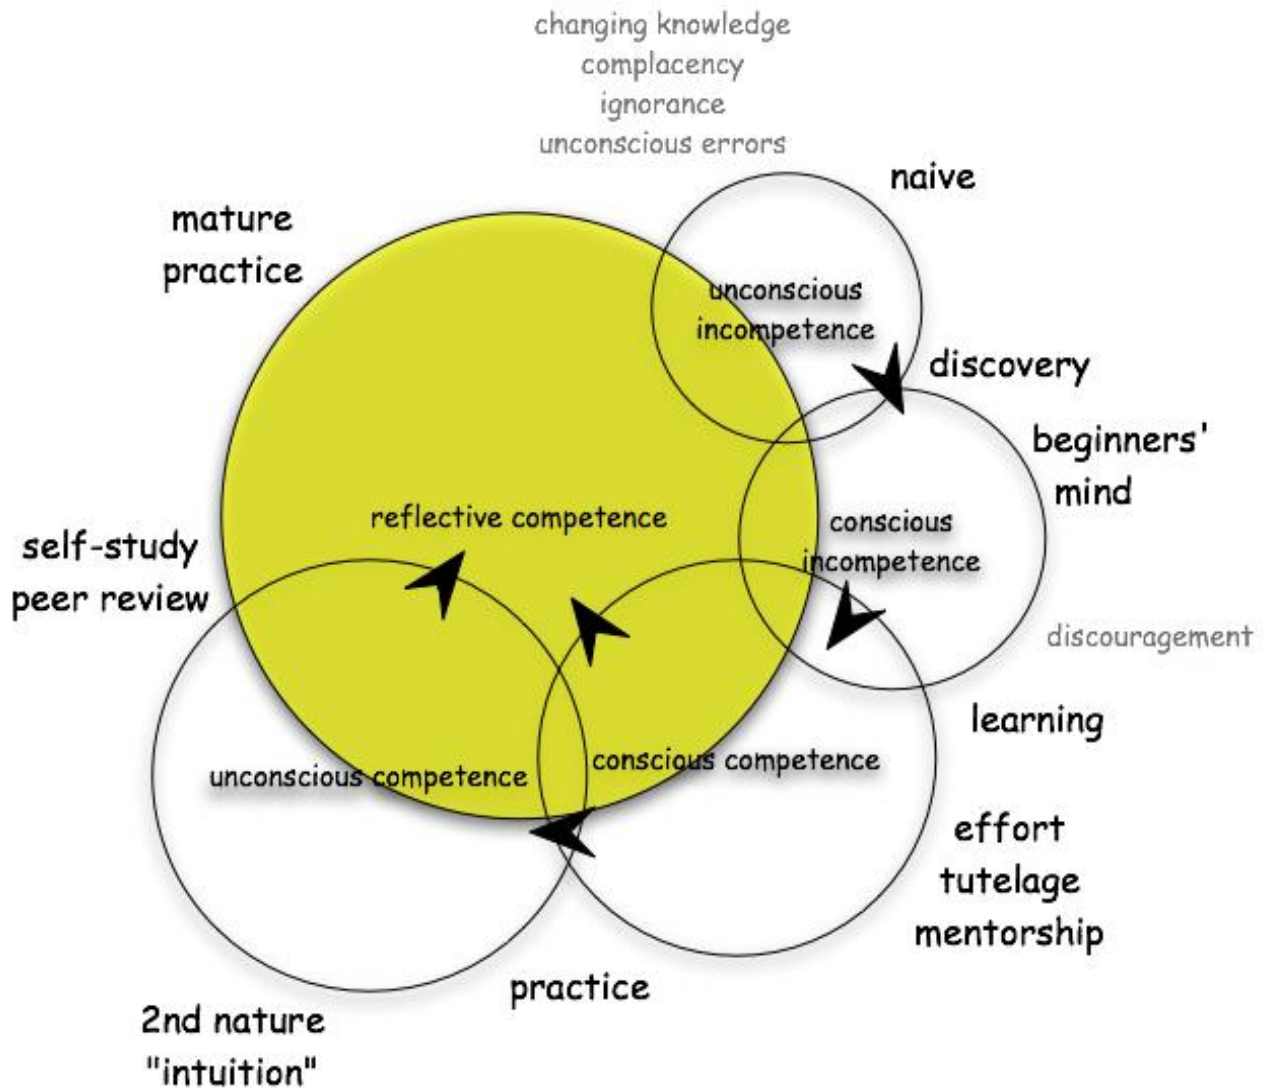 changing knowledge
complacency
ignorance
unconscious errors
naive
mature
practice
unconscious
incompetence
discovery
beginners'
mind
conscious
incompetence
reflective competence
self-study
peer review
discouragement
learning
unconscious competence
conscious competence
effort
tutelage
mentorship
practice
2nd nature
"intuition"